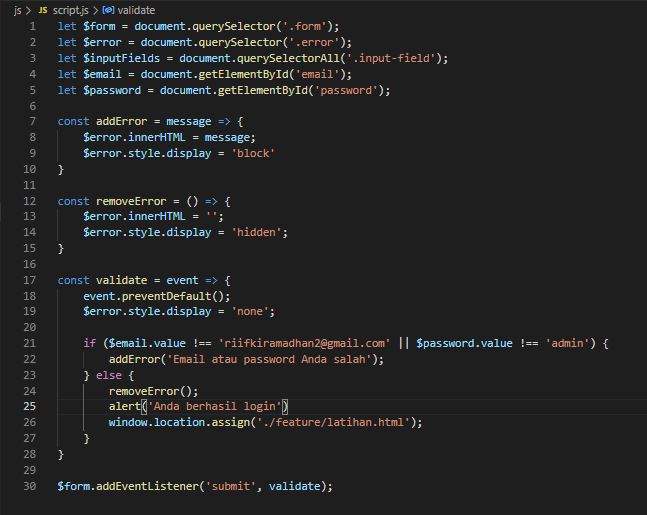 js > JS script.js > validate
1 let $form = document.querySelector('.form');
2 let $error = document.querySelector('.error');
3 let $inputFields = document.querySelectorAll('.input-field');
4 let $email = document.getElementById('email');
5 let $password = document.getElementById('password');
6
7 const addError = message => {
8     $error.innerHTML = message;
9     $error.style.display = 'block'
10 }
11
12 const removeError = () => {
13     $error.innerHTML = '';
14     $error.style.display = 'hidden';
15 }
16
17 const validate = event => {
18     event.preventDefault();
19     $error.style.display = 'none';
20
21     if ($email.value !== 'riifkiramadhan2@gmail.com' || $password.value !== 'admin') {
22         addError('Email atau password Anda salah');
23     } else {
24         removeError();
25         alert('Anda berhasil login')
26         window.location.assign('./feature/latihan.html');
27     }
28 }
29
30 $form.addEventListener('submit', validate);